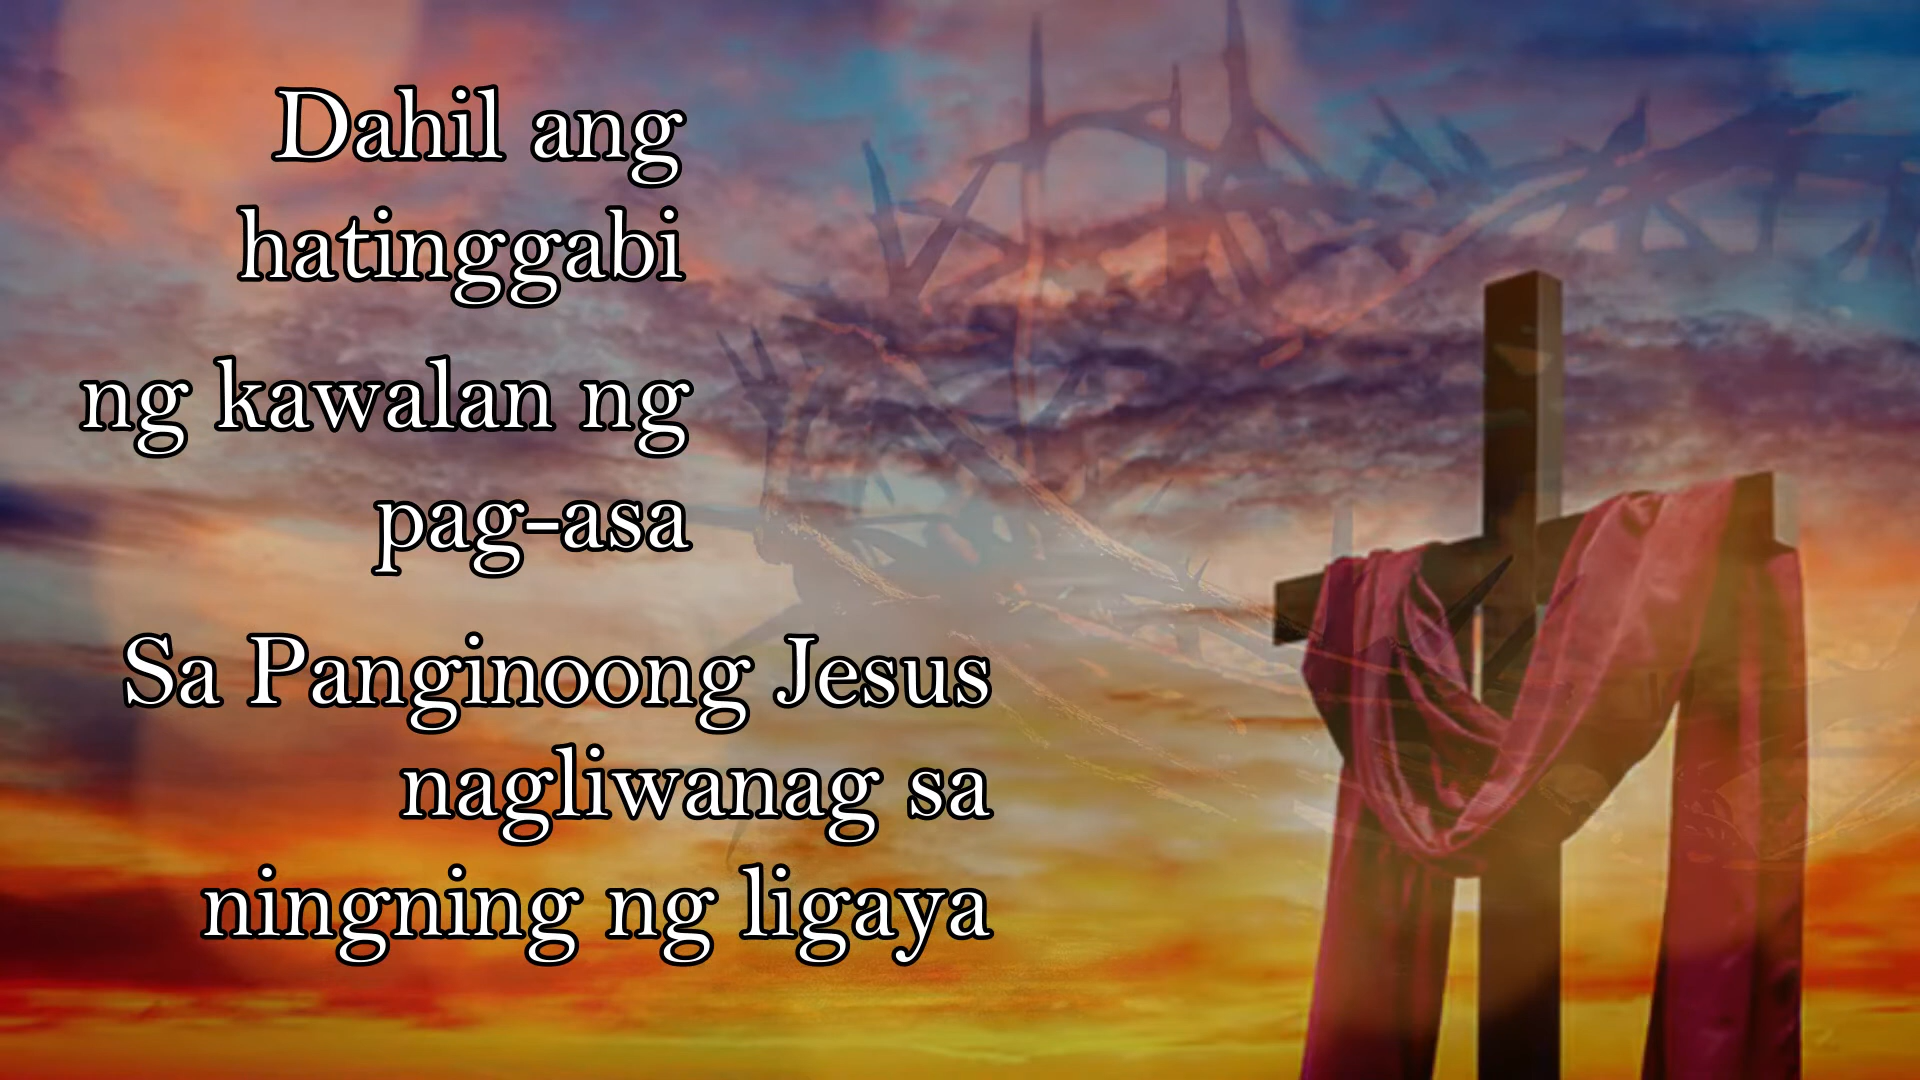 Dahil ang
hatinggabi
ng kawalan ng
pag-asa
Sa Panginoong Jesus
nagliwanag sa
ningning ng ligaya